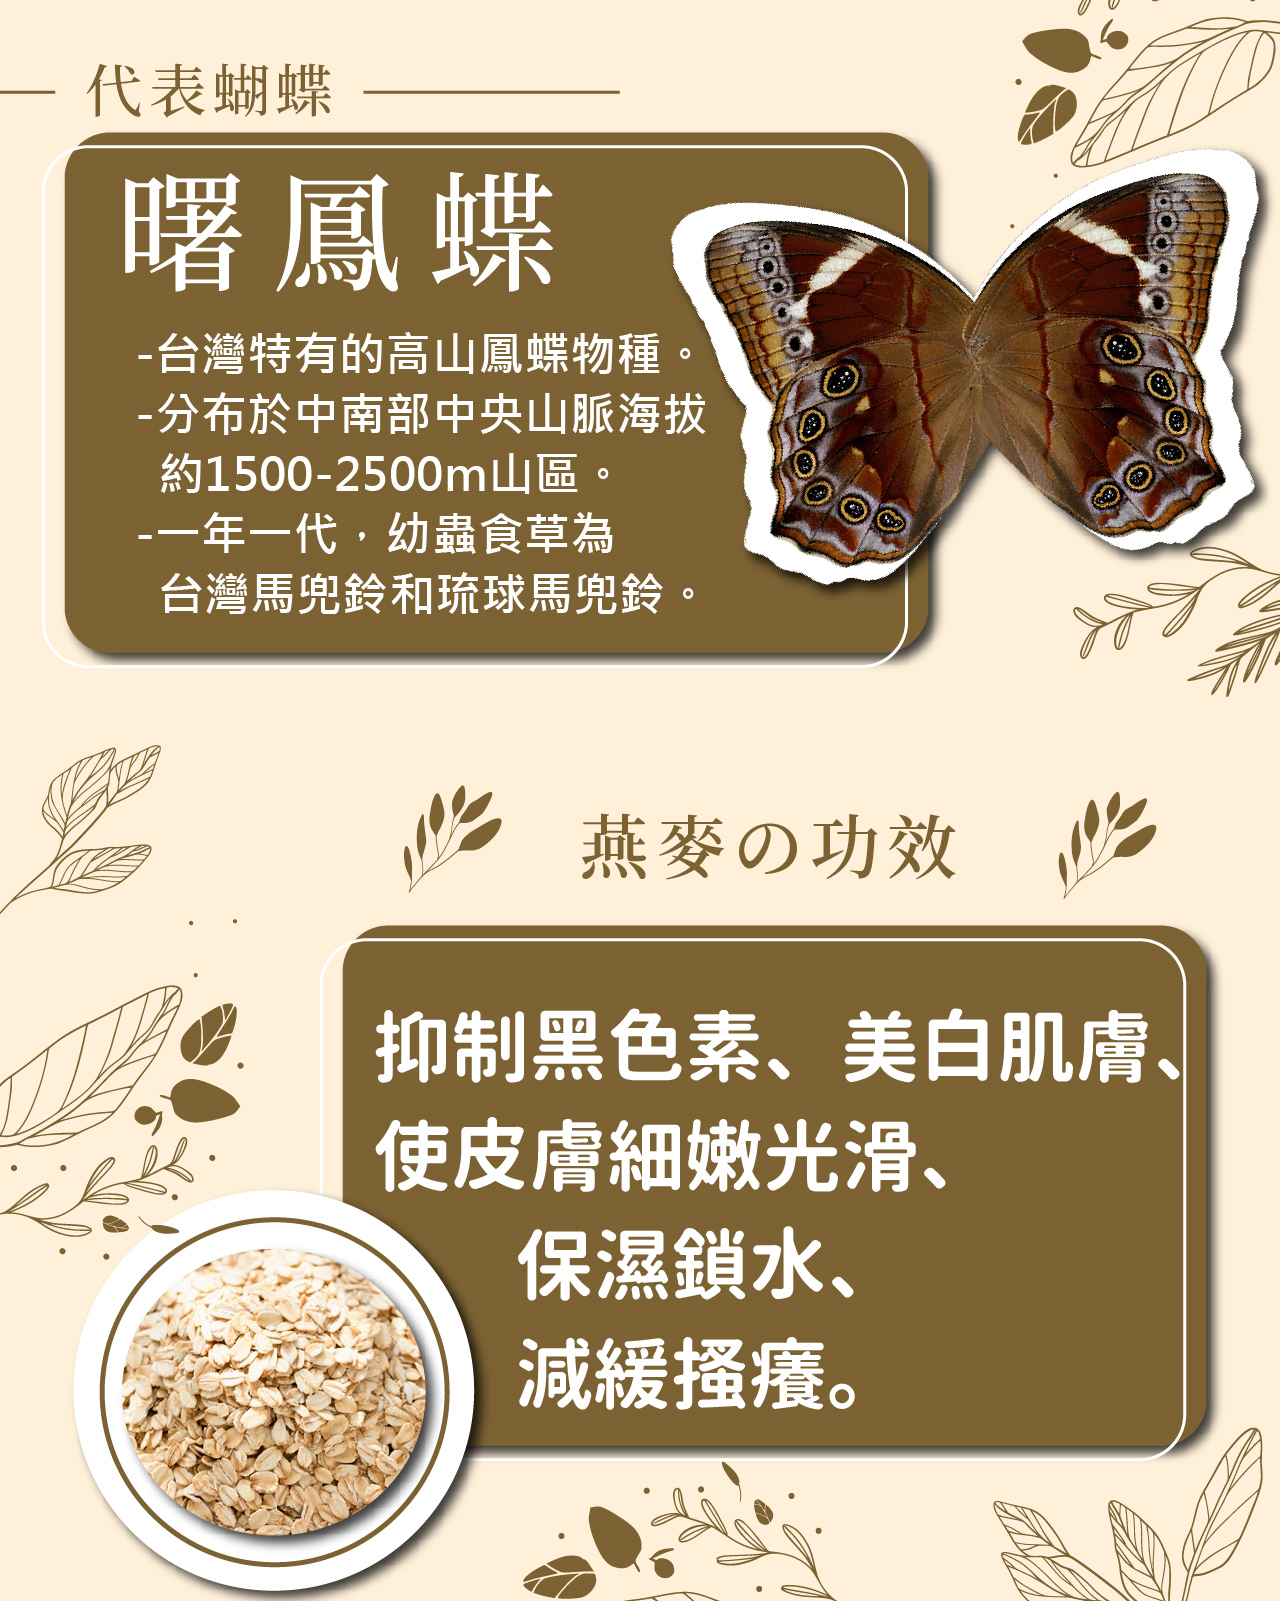 代表蝴蝶
曙鳳蝶
-台灣特有的高山鳳蝶物種。
-分布於中南部中央山脈海拔
約1500-2500m山區。
-一年一代，幼蟲食草為
台灣馬兜鈴和琉球馬兜鈴。
燕麥の功效
抑制黑色素、美白肌膚、
使皮膚細嫩光滑、
保濕鎖水、
減緩搔癢。